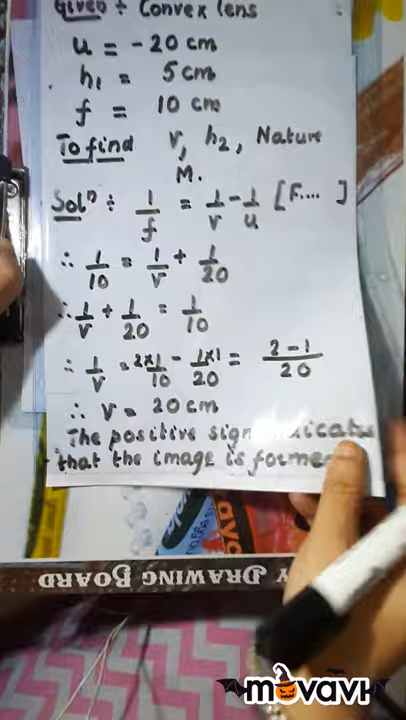 Given ÷ Convex lens
u = -20 cm
h₁ = 5 cm
f = 10 cm
To find v, h₂, Nature
M.
Solⁿ ÷ 1/f = 1/v - 1/u [F.... ]
∴ 1/10 = 1/v + 1/20
∴ 1/v + 1/20 = 1/10
∴ 1/v = 2×1/10 - 1×1/20 = 2-1/20
∴ v = 20 cm
The positive sign
that the image is
DRAWING BOARD
movavi